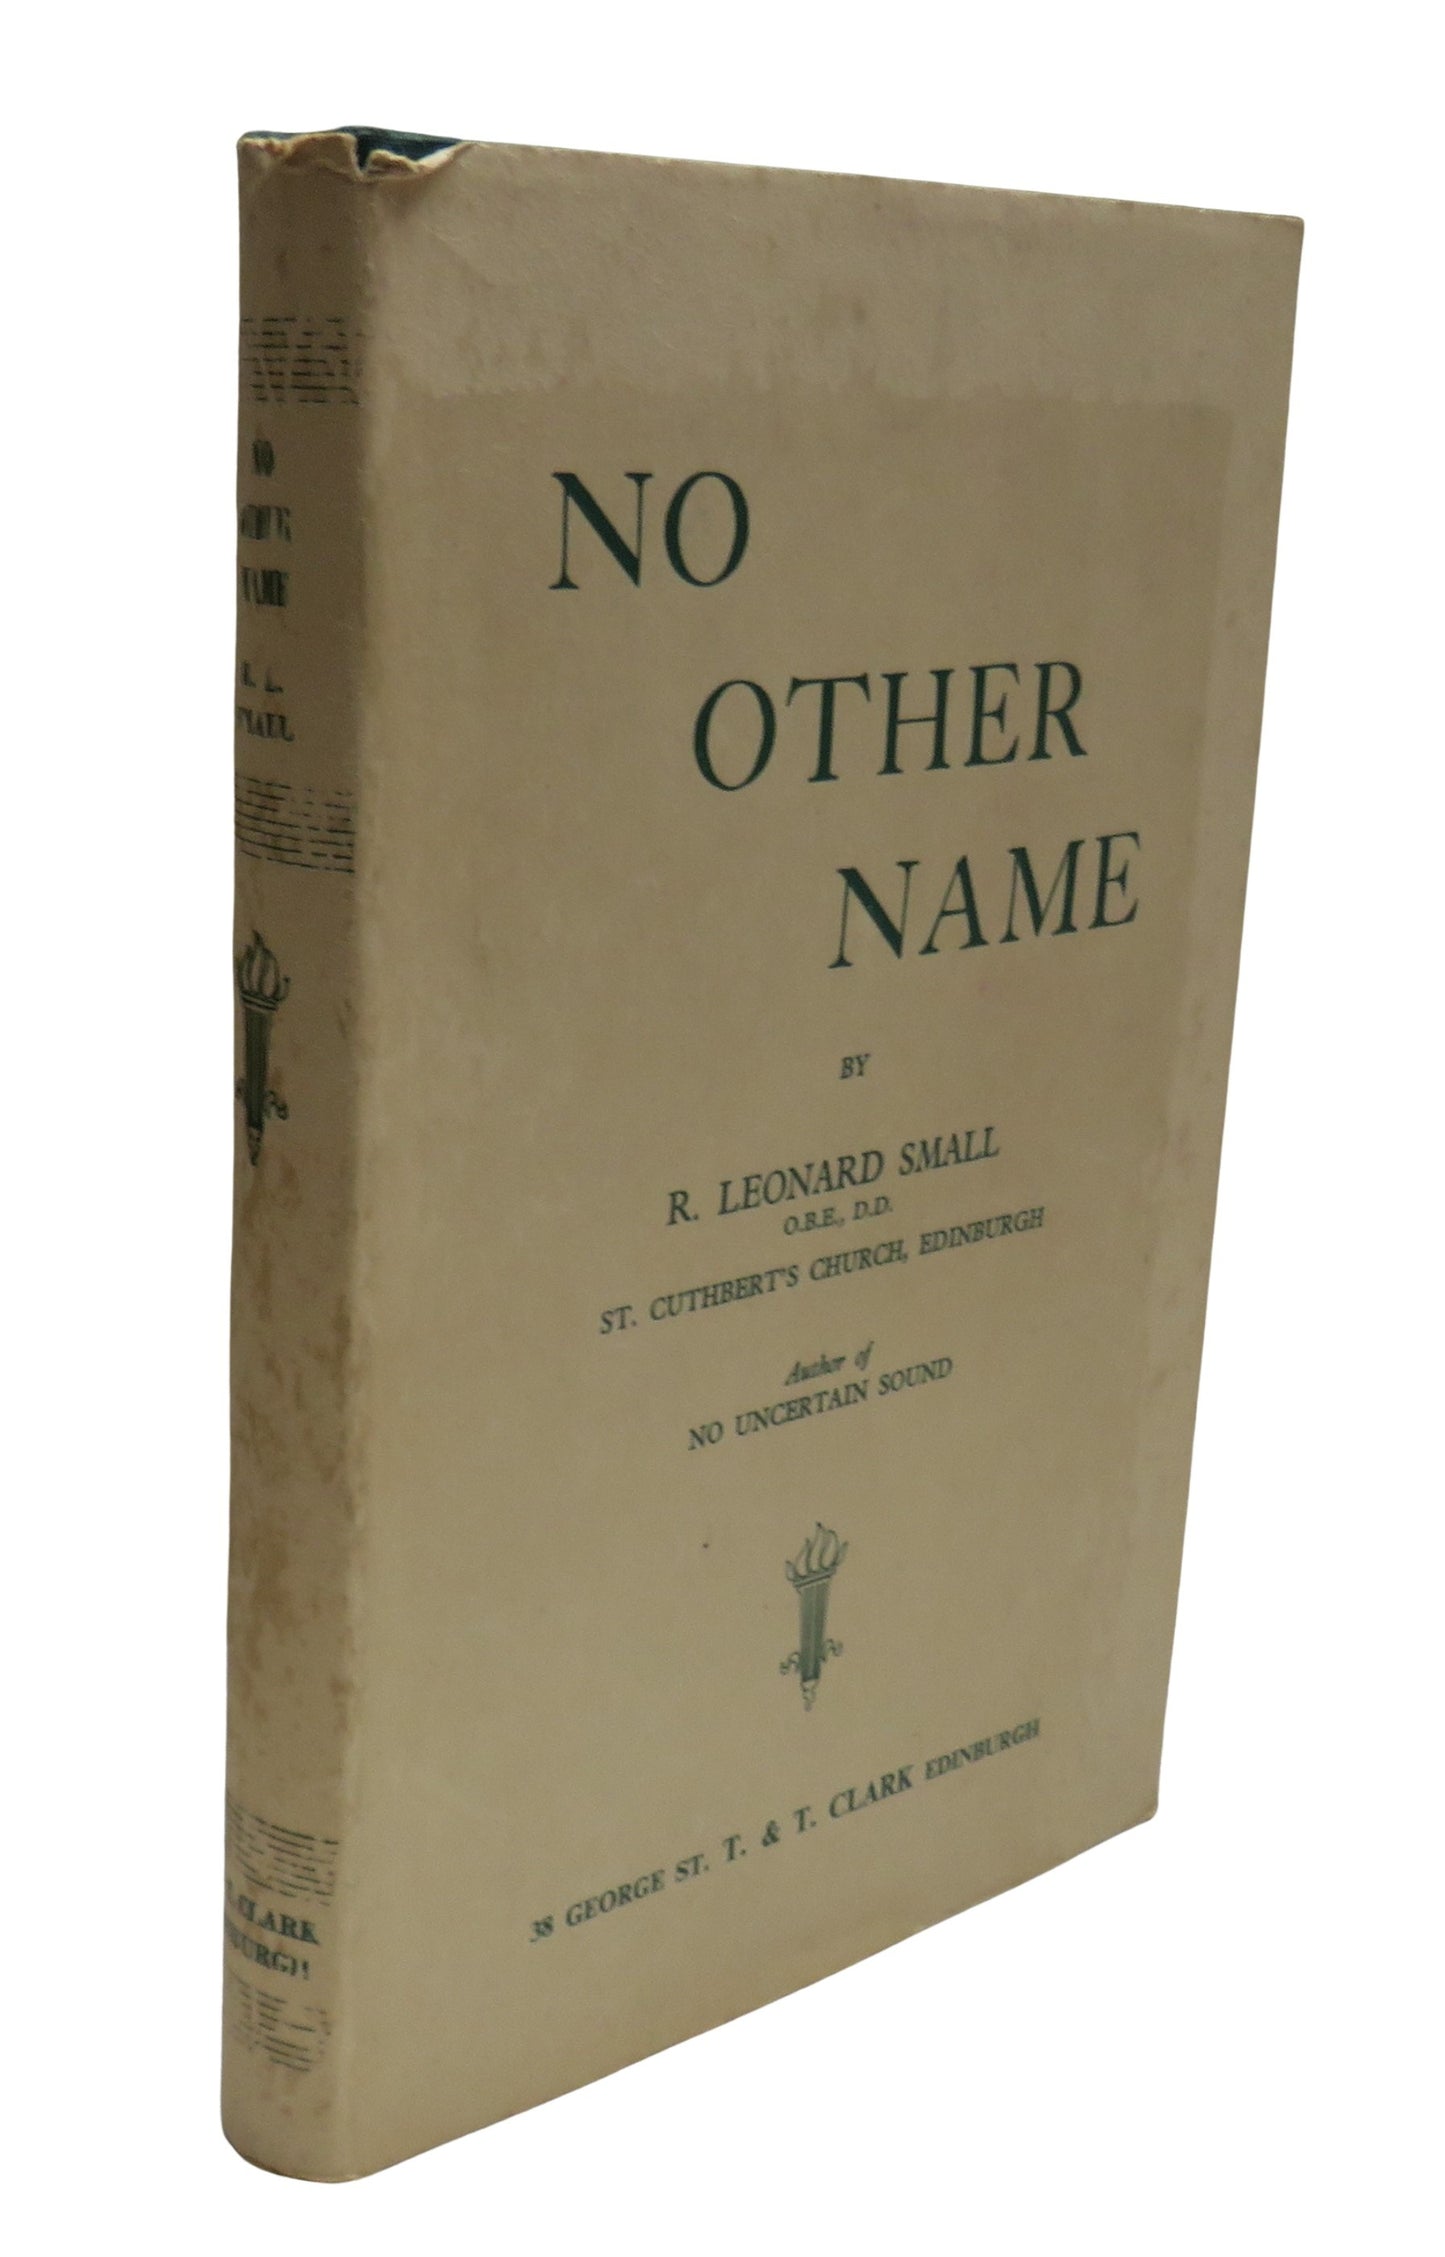 NO
NAME
CLARK
NO
OTHER
NAME
BY
R. LEONARD SMALL
O.B.E., D.D.
ST. CUTHBERT'S CHURCH, EDINBURGH
Author of
NO UNCERTAIN SOUND
38 GEORGE ST. T. & T. CLARK EDINBURGH